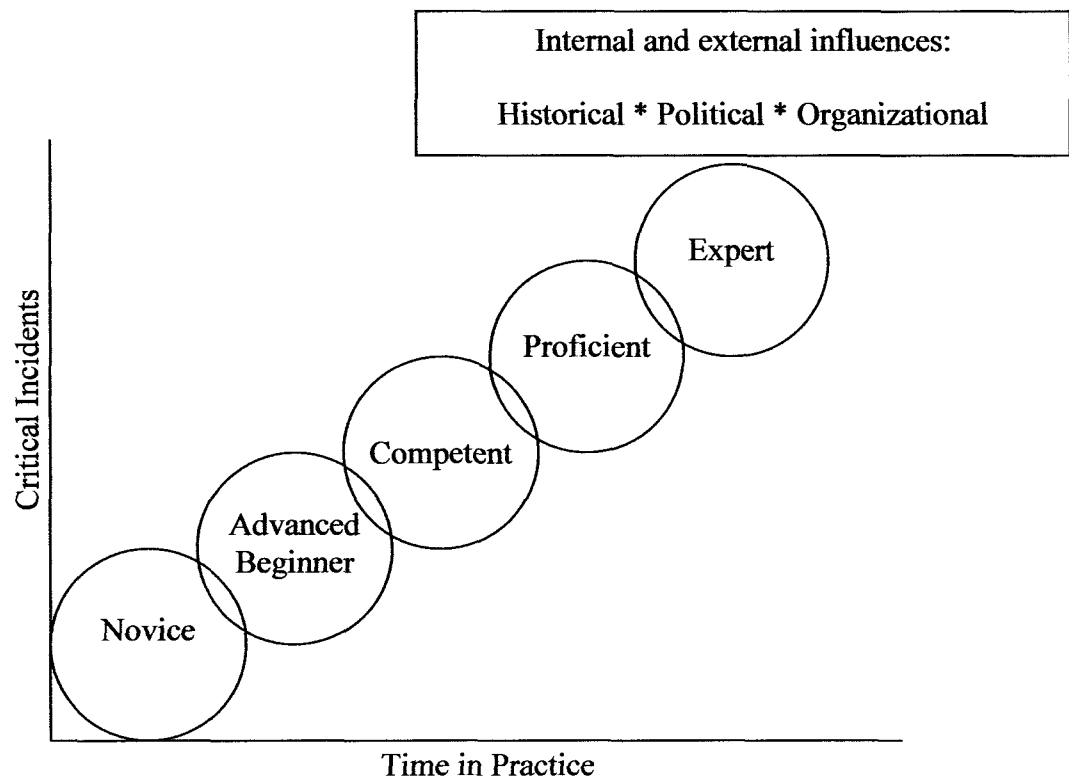 Internal and external influences:
Historical * Political * Organizational
Expert
Proficient
Competent
Advanced
Beginner
Novice
Critical Incidents
Time in Practice